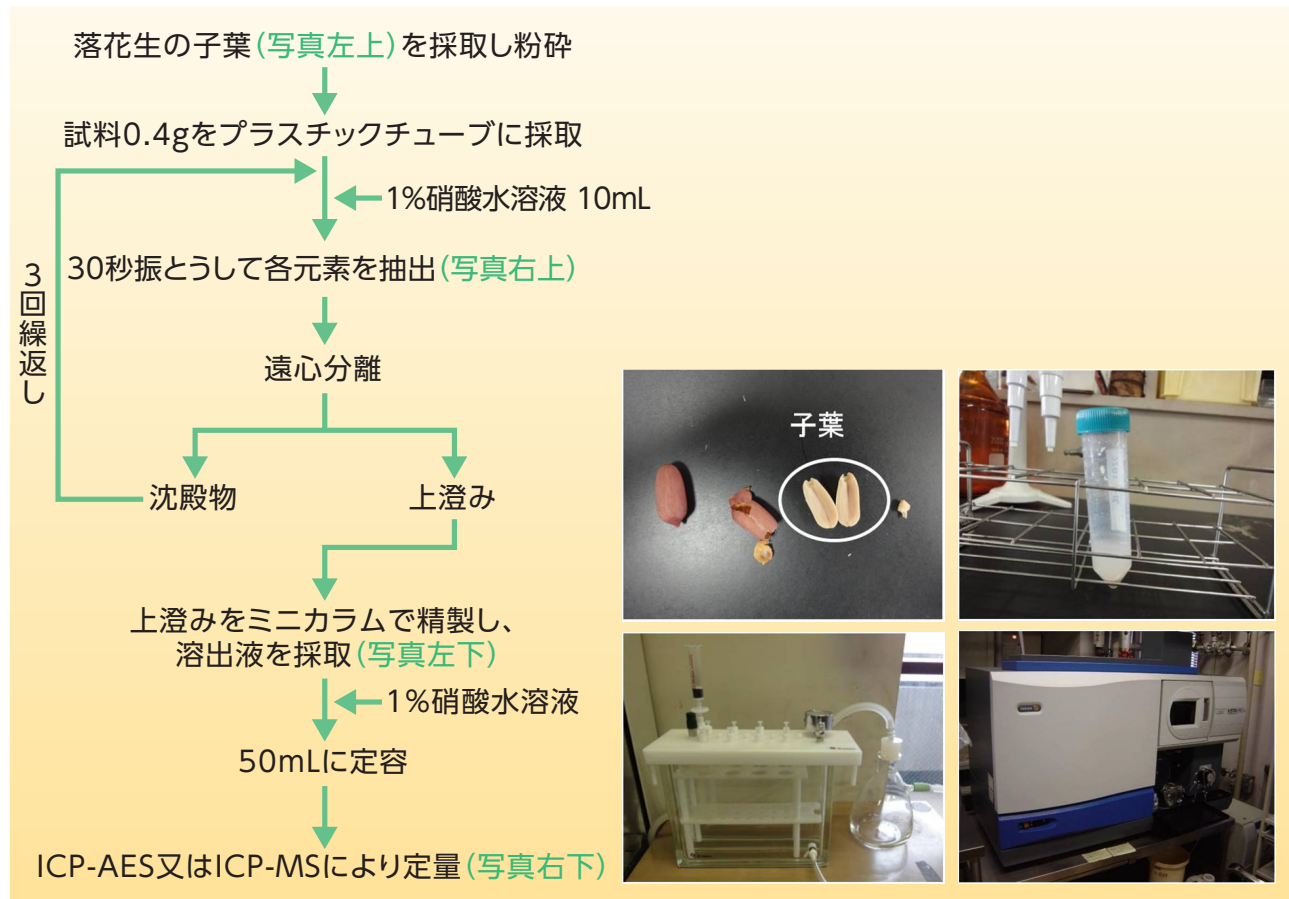 落花生の子葉(写真左上)を採取し粉砕
試料0.4gをプラスチックチューブに採取
1%硝酸水溶液 10mL
30秒振とうして各元素を抽出(写真右上)
3回繰返し
遠心分離
沈殿物
上澄み
上澄みをミニカラムで精製し、
溶出液を採取(写真左下)
1%硝酸水溶液
50mLに定容
ICP-AES又はICP-MSにより定量(写真右下)
子葉